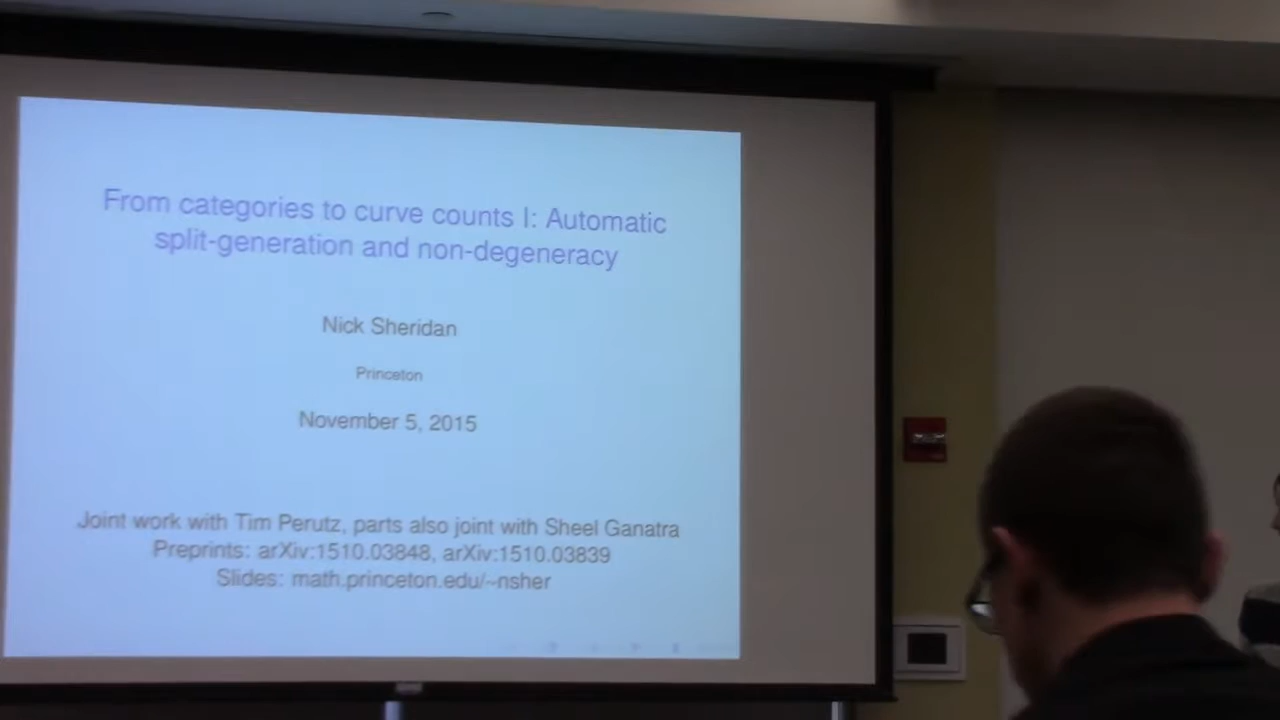 From categories to curve counts I: Automatic
split-generation and non-degeneracy
Nick Sheridan
Princeton
November 5, 2015
Joint work with Tim Perutz, parts also joint with Sheel Ganatra
Preprints: arXiv:1510.03848, arXiv:1510.03839
Slides: math.princeton.edu/~nsher